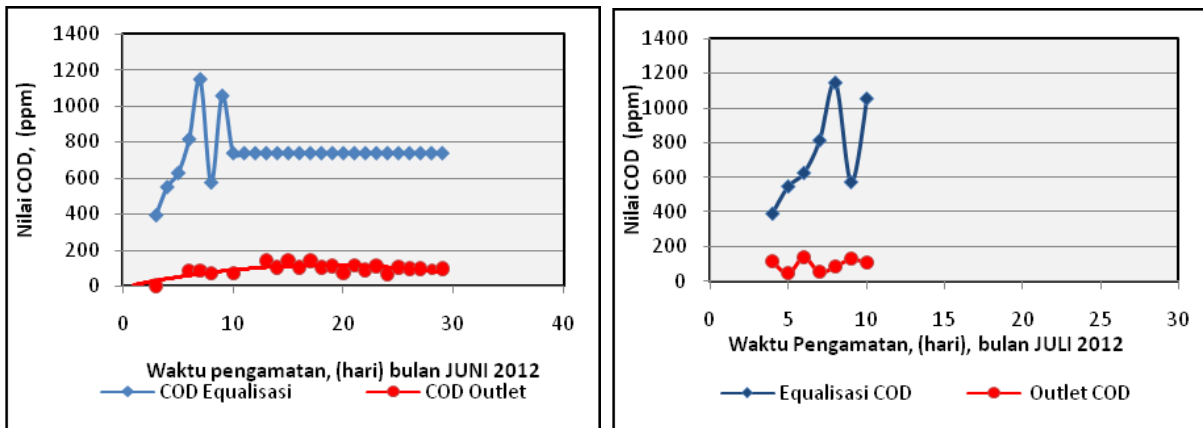 1400
1200
1000
800
600
400
200
0
Nilai COD, (ppm)
0 10 20 30 40
Waktu pengamatan, (hari) bulan JUNI 2012
COD Equalisasi COD Outlet
1400
1200
1000
800
600
400
200
0
Nilai COD (ppm)
0 5 10 15 20 25 30
Waktu Pengamatan, (hari), bulan JULI 2012
Equalisasi COD Outlet COD